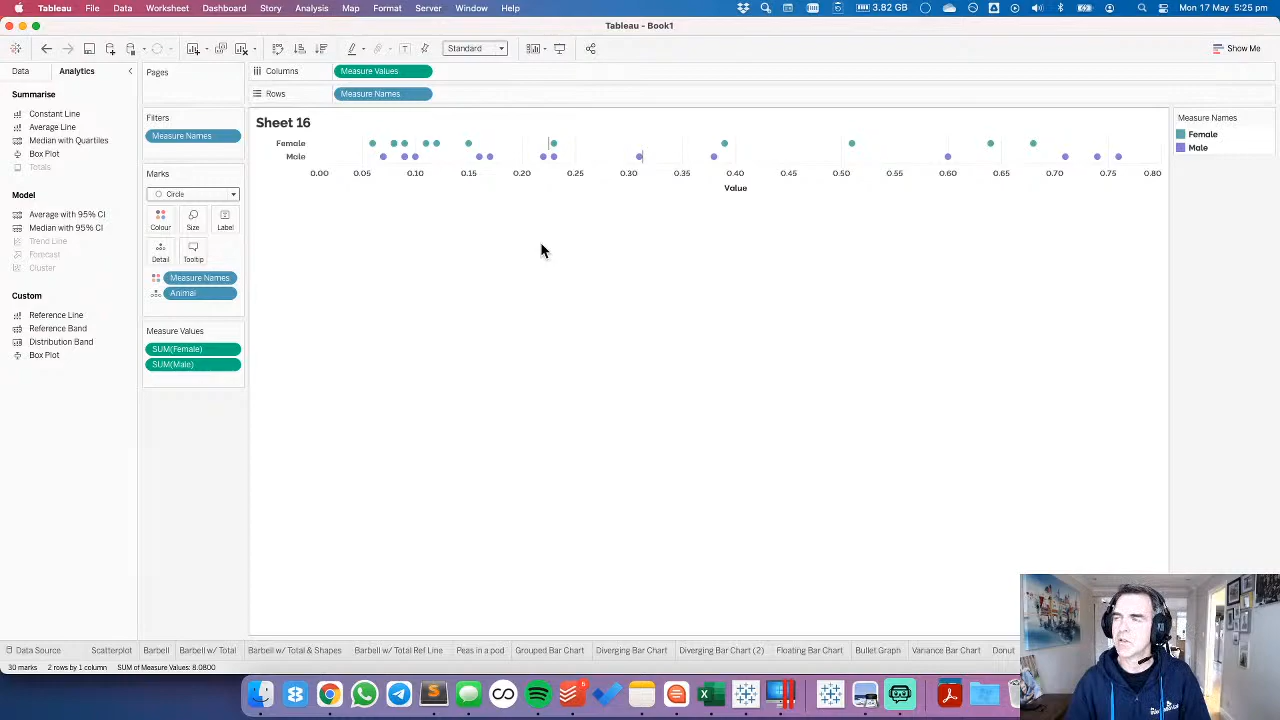 Tableau File Data Worksheet Dashboard Story Analysis Map Format Server Window Help 3.82 GB Mon 17 May 5:25 pm
Tableau - Book1
Standard Show Me
Data Analytics
Summarise
Constant Line
Average Line
Median with Quartiles
Box Plot
Totals
Model
Average with 95% CI
Median with 95% CI
Trend Line
Forecast
Cluster
Custom
Reference Line
Reference Band
Distribution Band
Box Plot
Pages
Filters
Measure Names
Marks
Circle
Colour Size Label
Detail Tooltip
Measure Names
Animal
Measure Values
SUM(Female)
SUM(Male)
Columns Measure Values
Rows Measure Names
Sheet 16
Female
Male
0.00 0.05 0.10 0.15 0.20 0.25 0.30 0.35 0.40 0.45 0.50 0.55 0.60 0.65 0.70 0.75 0.80
Value
Measure Names
Female
Male
Data Source Scatterplot Barbell Barbell w/ Total Barbell w/ Total & Shapes Barbell w/ Total Ref Line Peas in a pod Grouped Bar Chart Diverging Bar Chart Diverging Bar Chart (2) Floating Bar Chart Bullet Graph Variance Bar Chart Donut
30 marks 2 rows by 1 column SUM of Measure Values: 8.0800